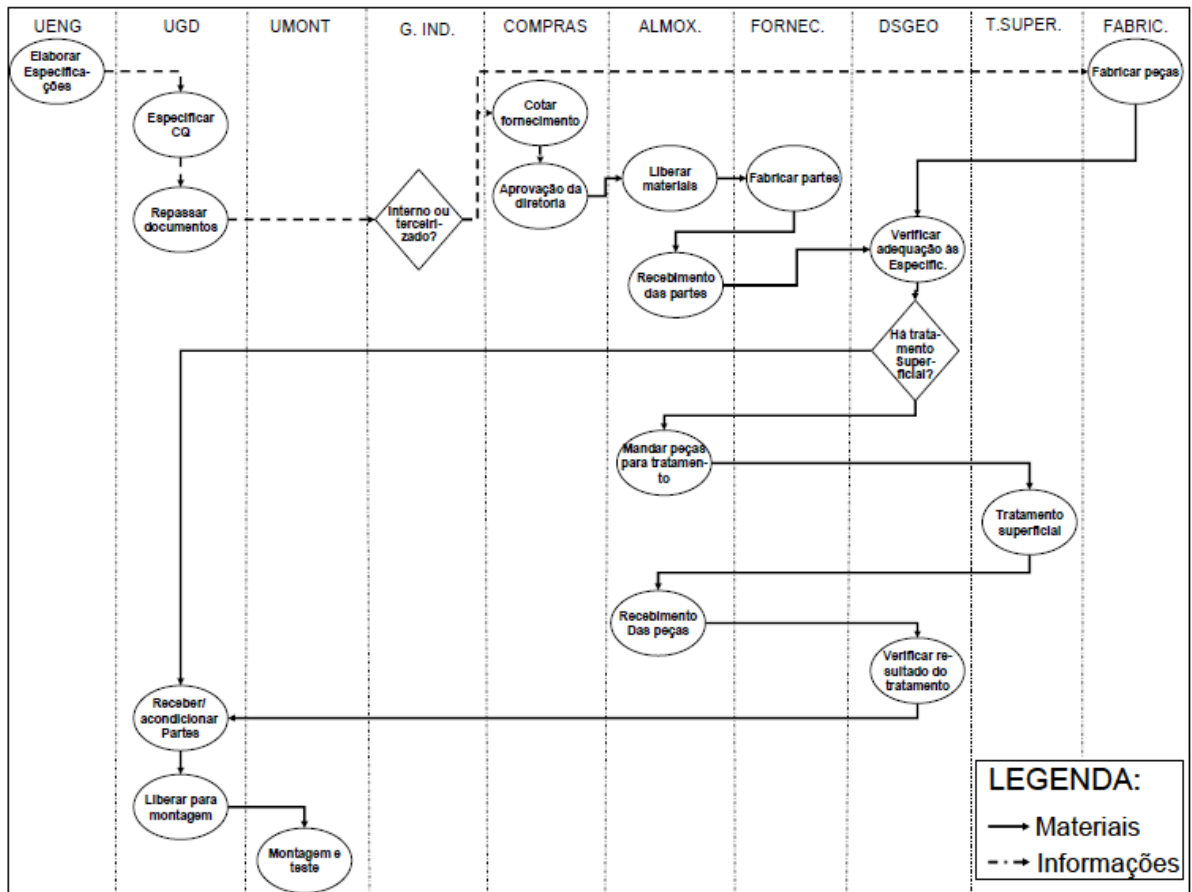 UENG
UGD
UMONT
G. IND.
COMPRAS
ALMOX.
FORNEC.
DSGEO
T.SUPER.
FABRIC.
Elaborar
Especifica-
ções
Fabricar peças
Especificar
CQ
Cotar
fornecimento
Repassar
documentos
Interno ou
terceiri-
zado?
Aprovação da
diretoria
Liberar
materiais
Fabricar partes
Recebimento
das partes
Verificar
adequação às
Especific.
Há trata-
mento
Super-
ficial?
Mandar peças
para tratamen-
to
Tratamento
superficial
Recebimento
Das peças
Verificar re-
sultado do
tratamento
Receber/
acondicionar
Partes
Liberar para
montagem
Montagem e
teste
LEGENDA:
Materiais
Informações